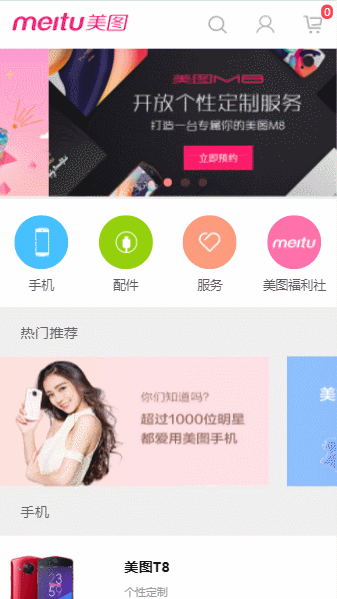 meitu美图
0
美图M8
开放个性定制服务
打造一台专属你的美图M8
立即预约
手机
配件
服务
meitu
美图福利社
热门推荐
你们知道吗?
超过1000位明星
都爱用美图手机
美
手机
美图T8
个性定制
23
59